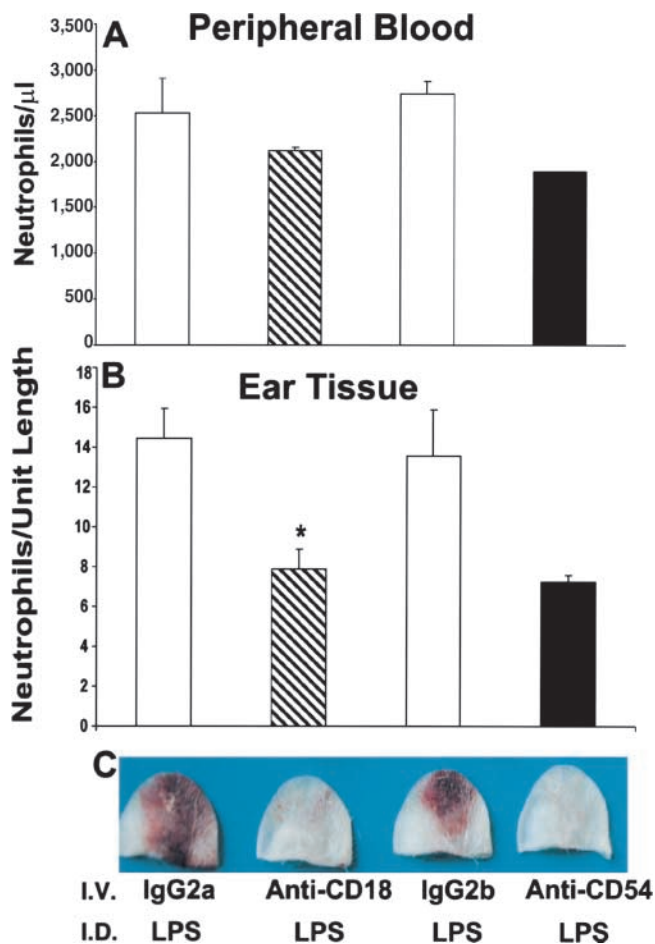 A Peripheral Blood
Neutrophils/μl
3,500
3,000
2,500
2,000
1,500
1,000
500
0
B Ear Tissue
Neutrophils/Unit Length
18
16
14
12
10
8
6
4
2
0
*
C
I.V. IgG2a Anti-CD18 IgG2b Anti-CD54
I.D. LPS LPS LPS LPS